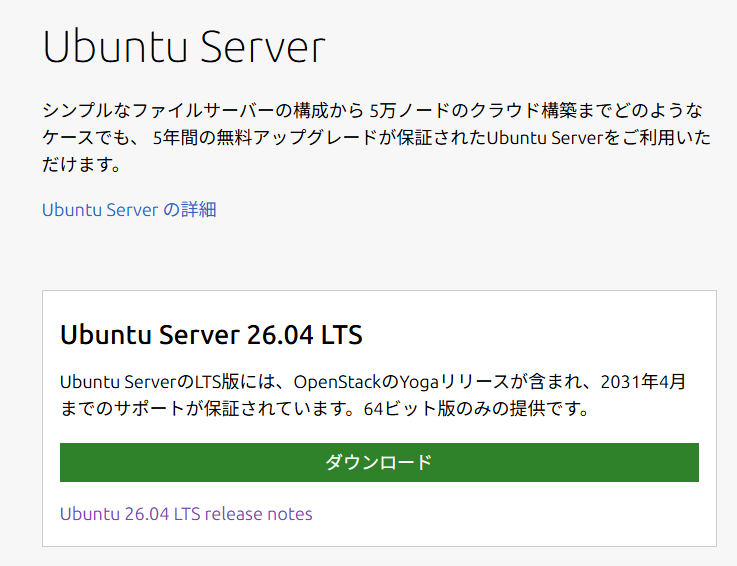 Ubuntu Server
シンプルなファイルサーバーの構成から 5万ノードのクラウド構築までどのような
ケースでも、 5年間の無料アップグレードが保証されたUbuntu Serverをご利用いた
だけます。
Ubuntu Server の詳細
Ubuntu Server 26.04 LTS
Ubuntu ServerのLTS版には、OpenStackのYogaリリースが含まれ、2031年4月
までのサポートが保証されています。64ビット版のみの提供です。
ダウンロード
Ubuntu 26.04 LTS release notes